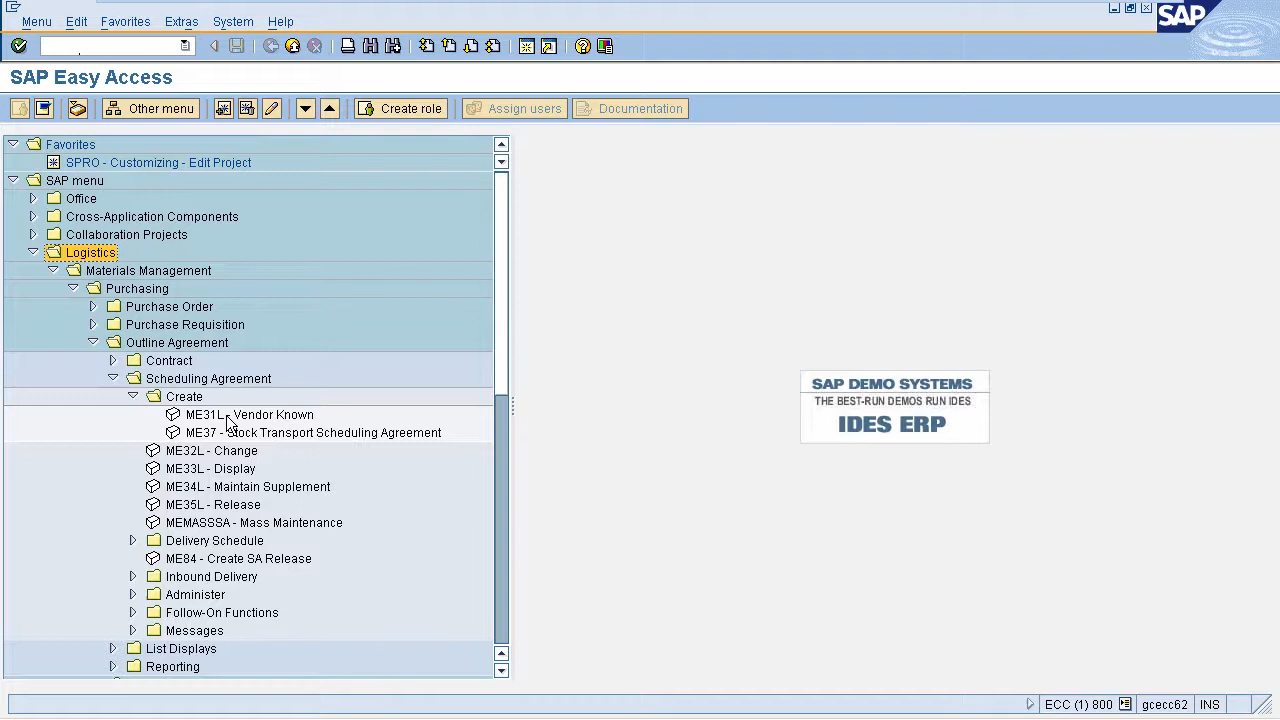 Menu Edit Favorites Extras System Help
SAP
SAP Easy Access
Other menu Create role Assign users Documentation
Favorites
SPRO - Customizing - Edit Project
SAP menu
Office
Cross-Application Components
Collaboration Projects
Logistics
Materials Management
Purchasing
Purchase Order
Purchase Requisition
Outline Agreement
Contract
Scheduling Agreement
Create
ME31L - Vendor Known
ME37 - Transport Scheduling Agreement
ME32L - Change
ME33L - Display
ME34L - Maintain Supplement
ME35L - Release
MEMASSSA - Mass Maintenance
Delivery Schedule
ME84 - Create SA Release
Inbound Delivery
Administer
Follow-On Functions
Messages
List Displays
Reporting
SAP DEMO SYSTEMS
THE BEST-RUN DEMOS RUN IDES
IDES ERP
ECC (1) 800 gcecc62 INS